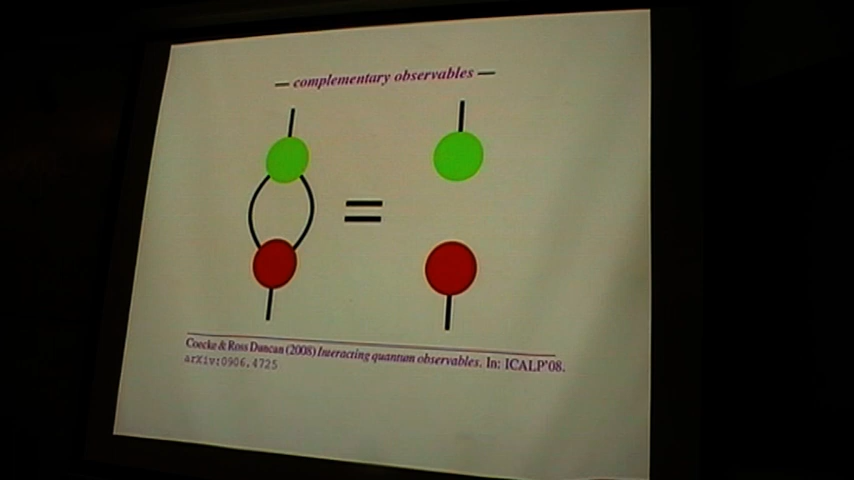 — complementary observables —
=
Coecke & Ross Duncan (2008) Interacting quantum observables. In: ICALP'08.
arXiv:0906.4725